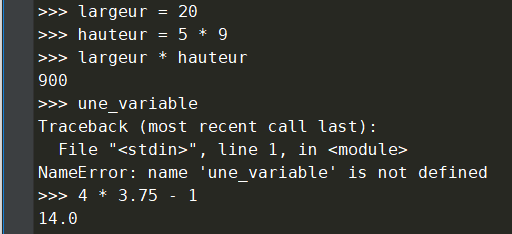 >>> largeur = 20
>>> hauteur = 5 * 9
>>> largeur * hauteur
900
>>> une_variable
Traceback (most recent call last):
  File "<stdin>", line 1, in <module>
NameError: name 'une_variable' is not defined
>>> 4 * 3.75 - 1
14.0